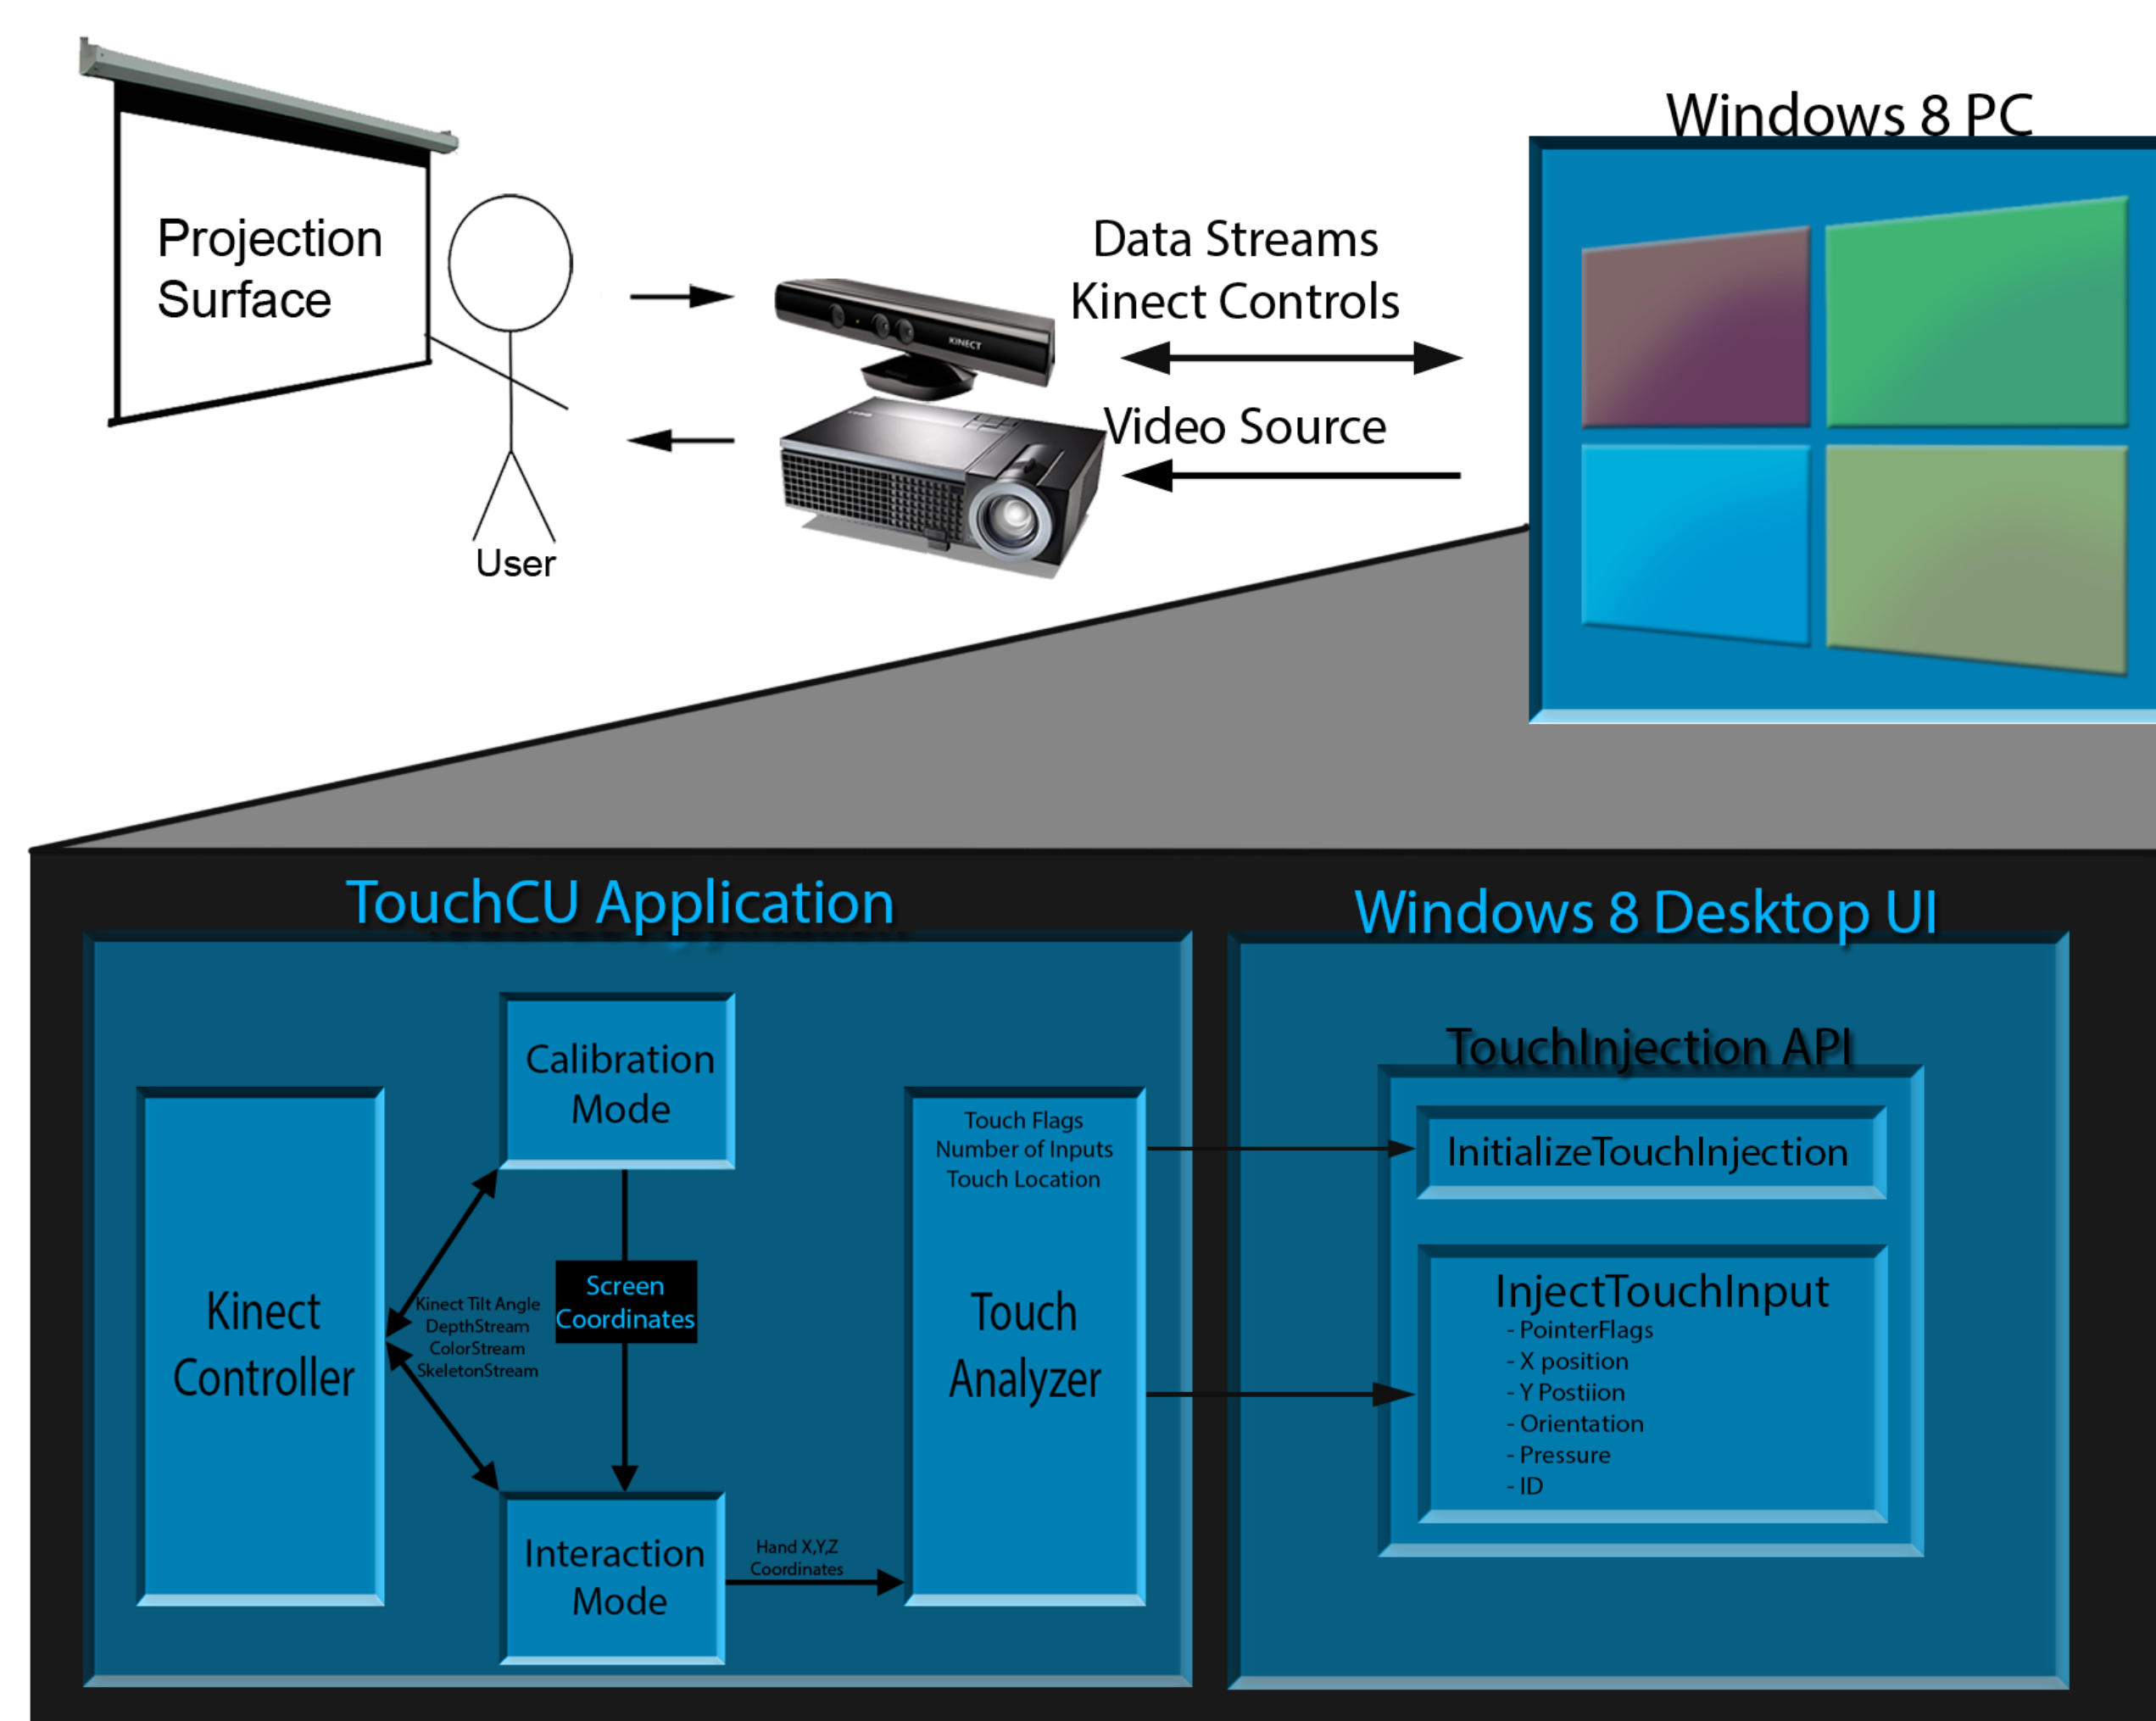 Windows 8 PC
Projection
Surface
Data Streams
Kinect Controls
KINECT
Video Source
User
TouchCU Application
Windows 8 Desktop UI
TouchInjection API
Calibration
Mode
Touch Flags
Number of Inputs
Touch Location
InitializeTouchInjection
Screen
Coordinates
Kinect Tilt Angle
DepthStream
ColorStream
SkeletonStream
Kinect
Controller
Touch
Analyzer
InjectTouchInput
- PointerFlags
- X position
- Y Postiion
- Orientation
- Pressure
- ID
Interaction
Mode
Hand X,Y,Z
Coordinates